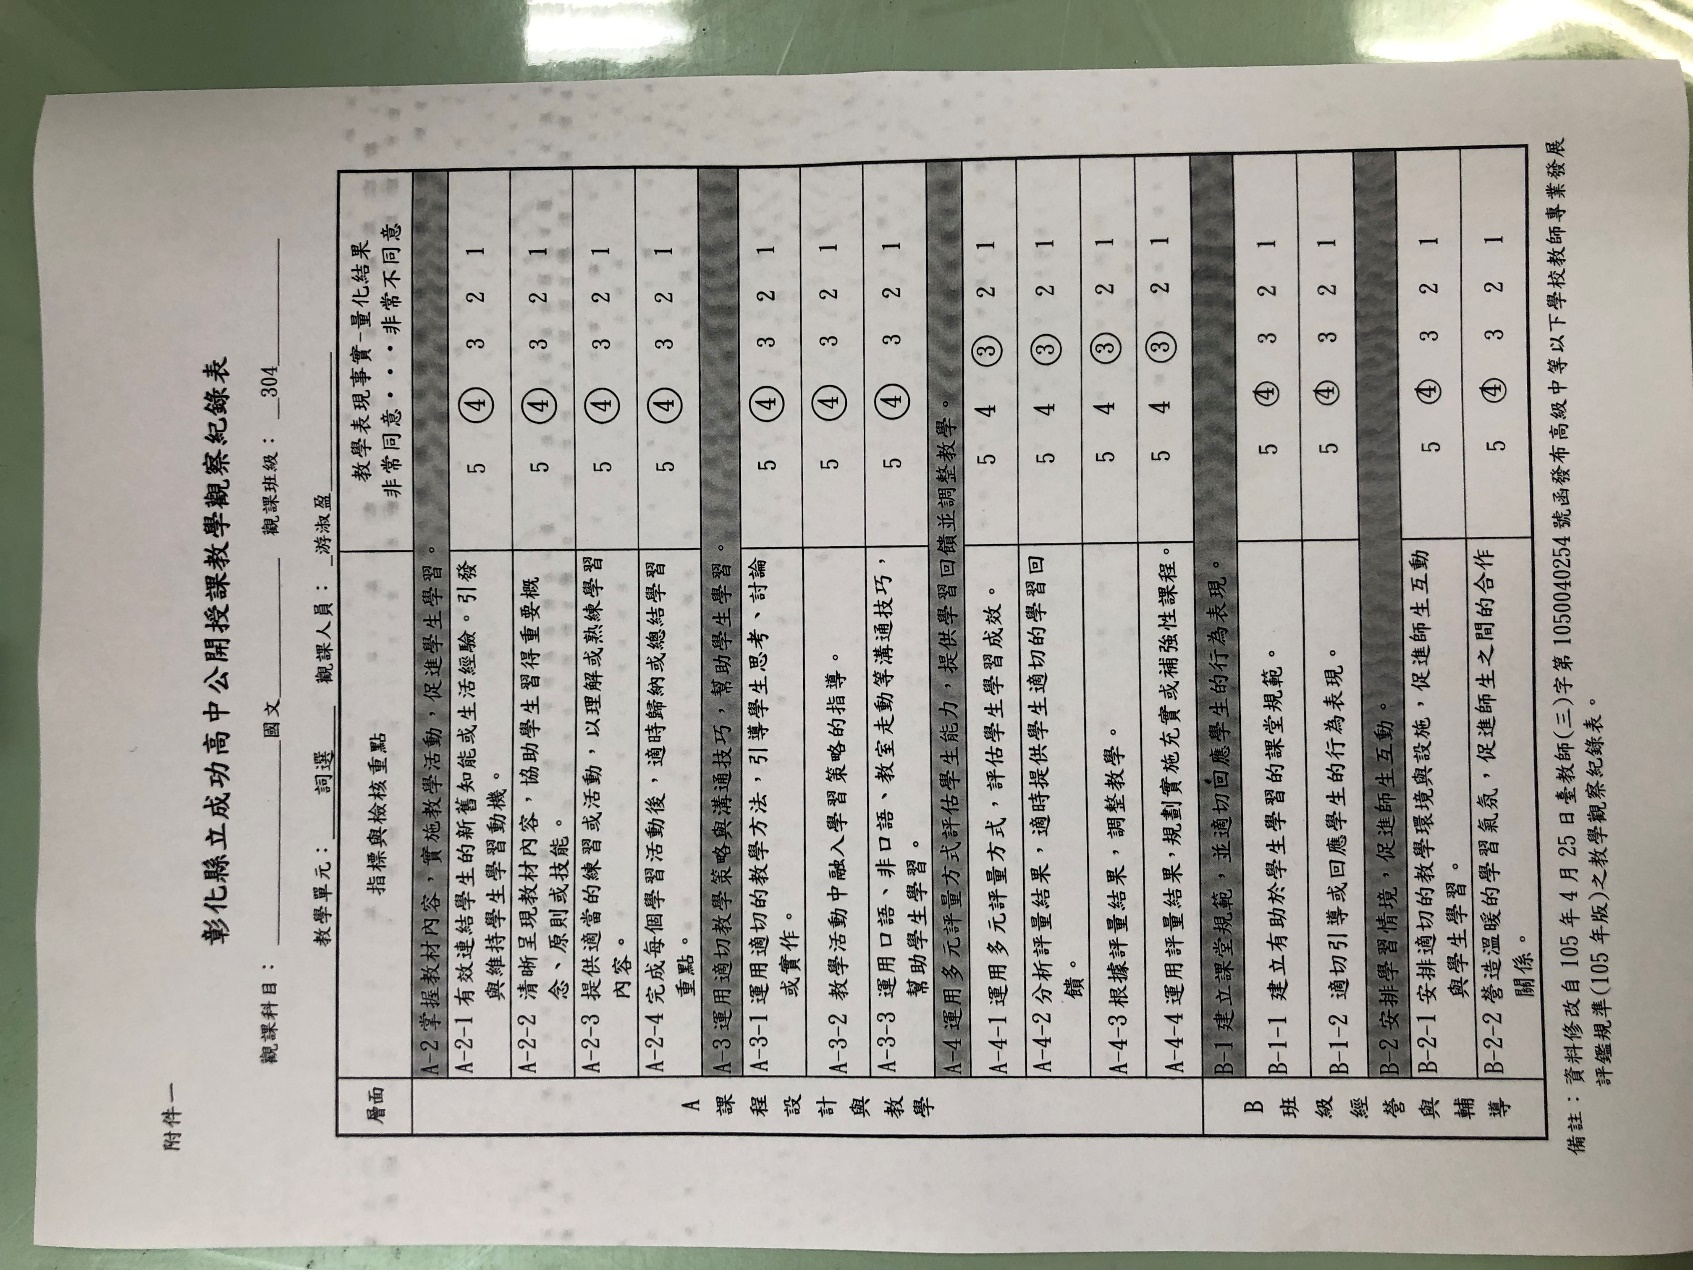 附件一
彰化縣立成功高中公開授課教學觀察紀錄表
觀課科目：國文 觀課班級：304
教學單元：詞選 觀課人員：游淑盈
層面 指標與檢核重點 教學表現事實-量化結果
非常同意・・・非常不同意
A-2 掌握教材內容，實施教學活動，促進學生學習。
A-2-1 有效連結學生的新舊知能或生活經驗。引發
與維持學生學習動機。
5 ④ 3 2 1
A-2-2 清晰呈現教材內容，協助學生習得重要概
念、原則或技能。
5 ④ 3 2 1
A-2-3 提供適當的練習或活動，以理解或熟練學習
內容。
5 ④ 3 2 1
A-2-4 完成每個學習活動後，適時歸納或總結學習
重點。
5 ④ 3 2 1
A-3 運用適切教學策略與溝通技巧，幫助學生學習。
A-3-1 運用適切的教學方法，引導學生思考、討論
或實作。
5 ④ 3 2 1
A-3-2 教學活動中融入學習策略的指導。
5 ④ 3 2 1
A-3-3 運用口語、非口語、教室走動等溝通技巧，
幫助學生學習。
5 ④ 3 2 1
A-4 運用多元評量方式評估學生能力，提供學習回饋並調整教學。
A-4-1 運用多元評量方式，評估學生學習成效。
5 4 ③ 2 1
A-4-2 分析評量結果，適時提供學生適切的學習回
饋。
5 4 ③ 2 1
A-4-3 根據評量結果，調整教學。
5 4 ③ 2 1
A-4-4 運用評量結果，規劃實施充實或補強性課程。
5 4 ③ 2 1
A 課程設計與教學
B-1 建立課堂規範，並適切回應學生的行為表現。
B-1-1 建立有助於學生學習的課堂規範。
5 ④ 3 2 1
B-1-2 適切引導或回應學生的行為表現。
5 ④ 3 2 1
B-2 安排學習情境，促進師生互動。
B-2-1 安排適切的教學環境與設施，促進師生互動
與學生學習。
5 ④ 3 2 1
B-2-2 營造溫暖的學習氣氛，促進師生之間的合作
關係。
5 ④ 3 2 1
B 班級經營與輔導
備註：資料修改自 105 年 4 月 25 日臺教師(三)字第 1050040254 號函發布高級中等以下學校教師專業發展
評鑑規準(105 年版)之教學觀察紀錄表。